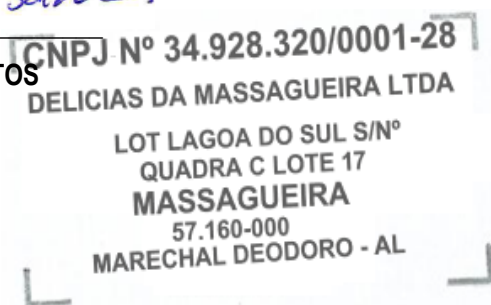 TOS
CNPJ Nº 34.928.320/0001-28
DELICIAS DA MASSAGUEIRA LTDA
LOT LAGOA DO SUL S/Nº
QUADRA C LOTE 17
MASSAGUEIRA
57.160-000
MARECHAL DEODORO - AL